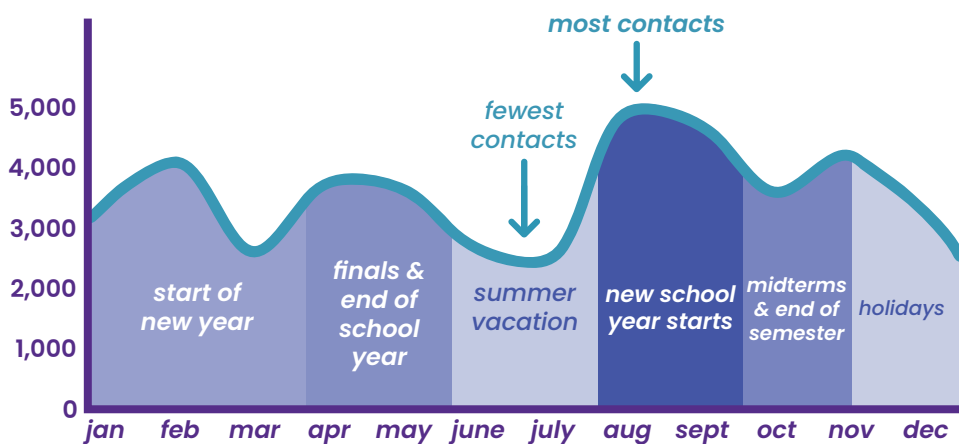 most contacts
5,000
fewest
contacts
4,000
3,000
2,000
1,000
0
start of
new year
finals &
end of
school
year
summer
vacation
new school
year starts
midterms
& end of
semester
holidays
jan feb mar apr may june july aug sept oct nov dec